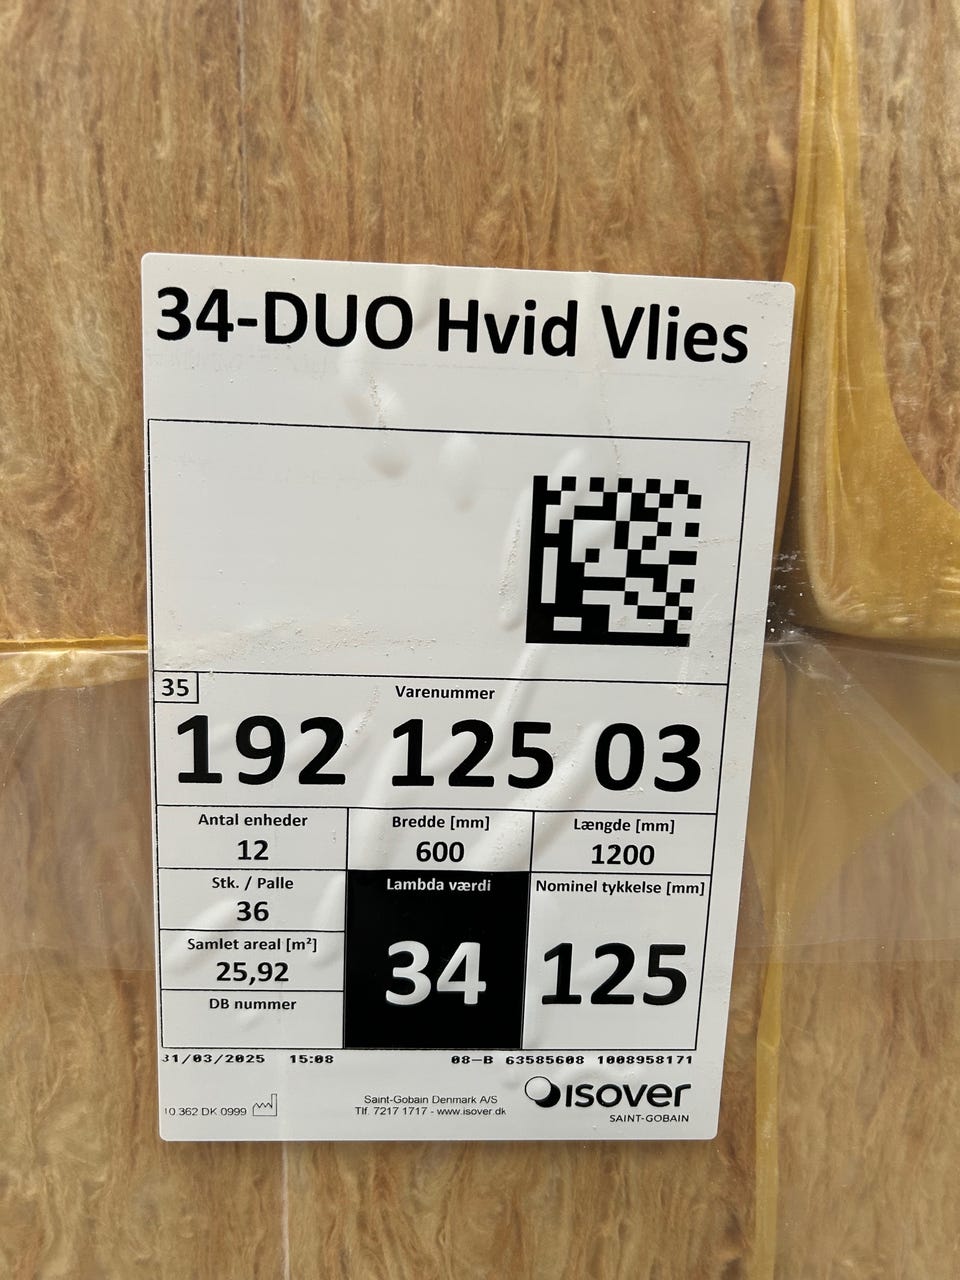 34-DUO Hvid Vlies
35
Varenummer
192 125 03
Antal enheder
12
Bredde [mm]
600
Længde [mm]
1200
Stk. / Palle
36
Lambda værdi
34
Nominel tykkelse [mm]
125
Samlet areal [m²]
25,92
DB nummer
31/03/2025 15:08
08-B 63585608 1008958171
10.362 DK 0999
Saint-Gobain Denmark A/S
Tlf. 7217 1717 - www.isover.dk
isover
SAINT-GOBAIN